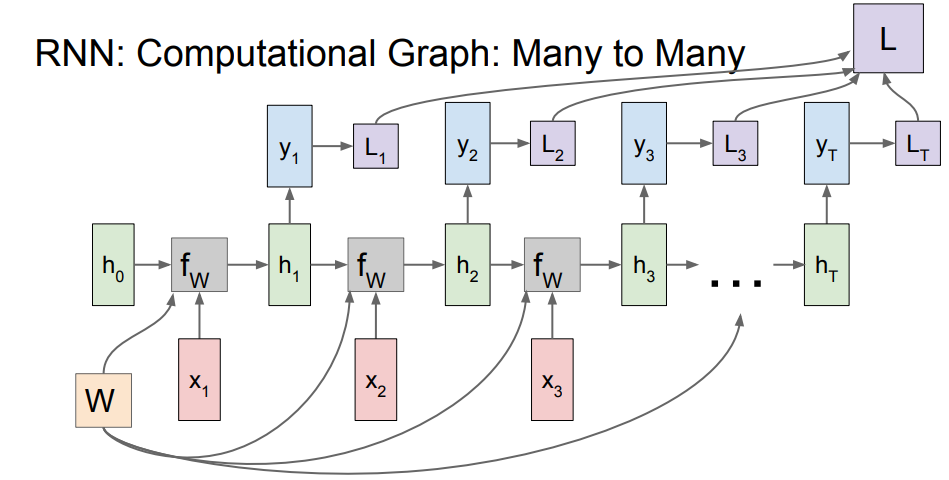 RNN: Computational Graph: Many to Many
L
y1 L1 y2 L2 y3 L3 yT LT
h0 fW h1 fW h2 fW h3 ... hT
x1 x2 x3
W